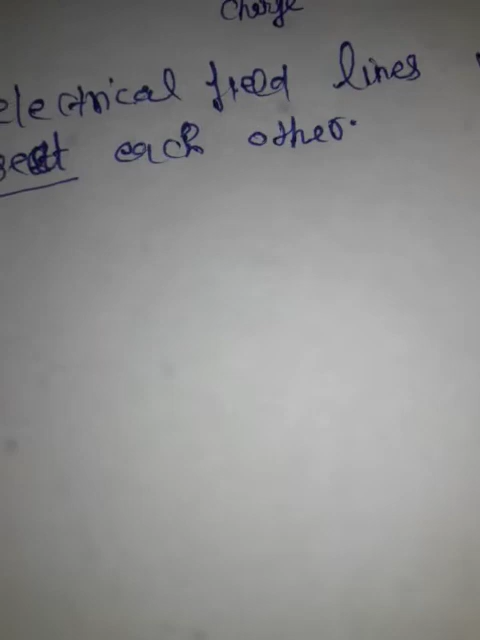 charge
electrical field lines
each other.